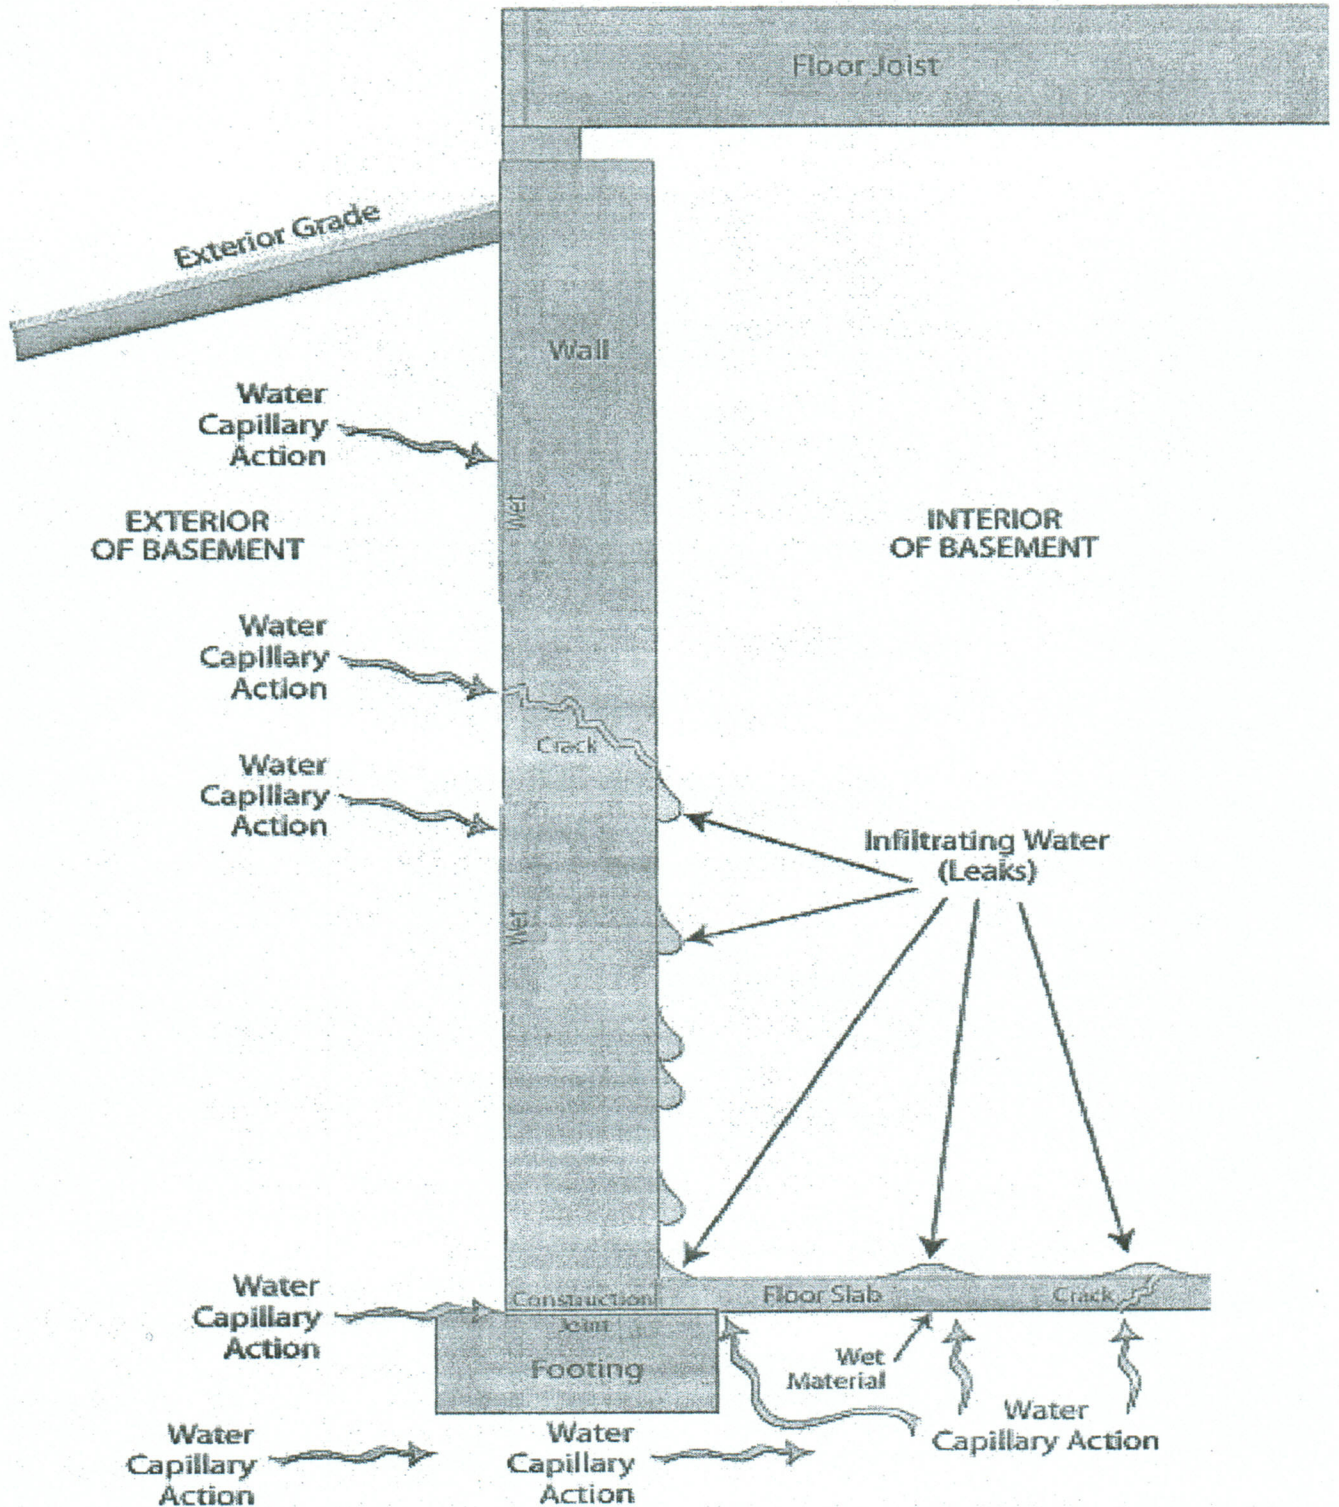 Floor Joist
Exterior Grade
Wall
Water
Capillary
Action
Wet
EXTERIOR
OF BASEMENT
INTERIOR
OF BASEMENT
Water
Capillary
Action
Crack
Water
Capillary
Action
Infiltrating Water
(Leaks)
Wet
Water
Capillary
Action
Construction
Joint
Floor Slab
Crack
Footing
Wet
Material
Water
Capillary Action
Water
Capillary
Action
Water
Capillary
Action